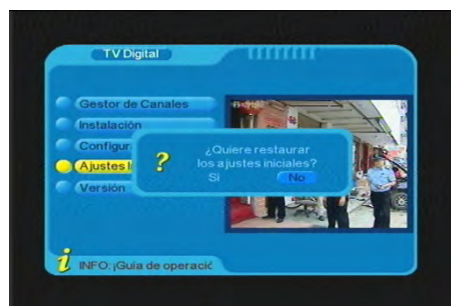 TV Digital
Gestor de Canales
Instalación
Configur
Ajustes I
Versión
¿Quiere restaurar
los ajustes iniciales?
Si
No
INFO: ¡Guía de operació